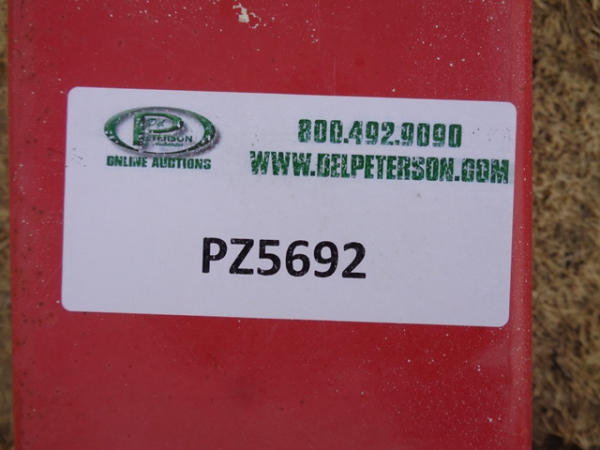 PETERSON
ONLINE AUCTIONS
800.492.9090
WWW.DELPETERSON.COM
PZ5692